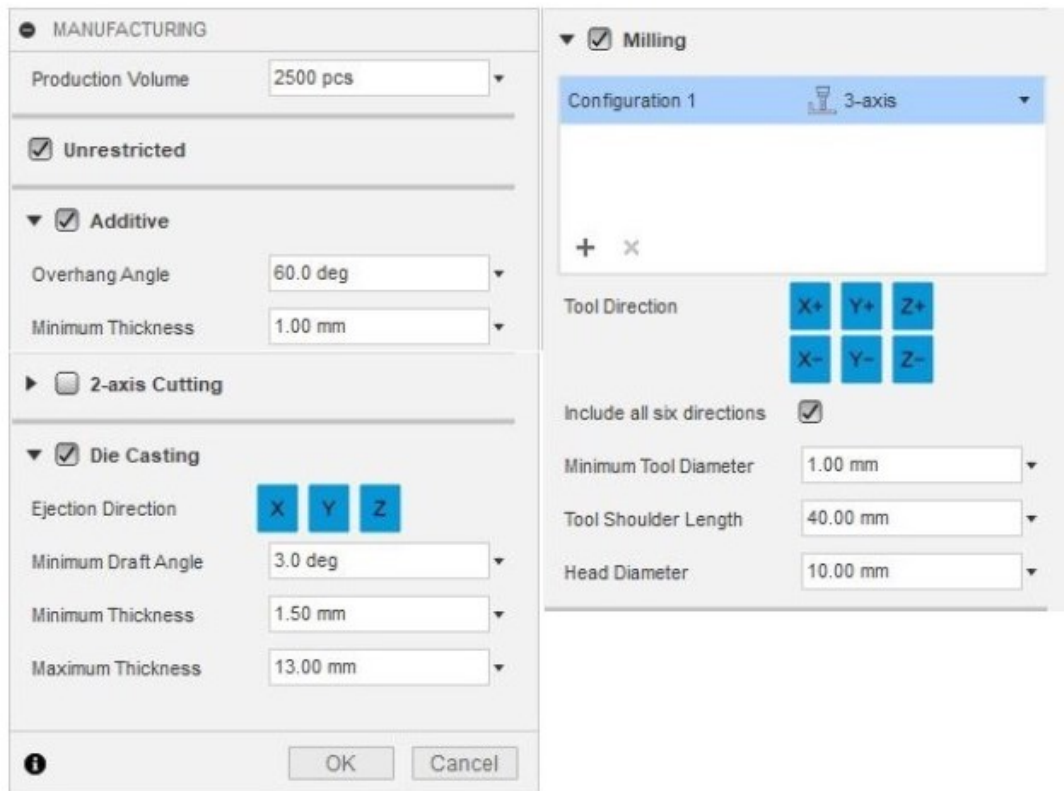 MANUFACTURING
Production Volume 2500 pcs
Unrestricted
Additive
Overhang Angle 60.0 deg
Minimum Thickness 1.00 mm
2-axis Cutting
Die Casting
Ejection Direction X Y Z
Minimum Draft Angle 3.0 deg
Minimum Thickness 1.50 mm
Maximum Thickness 13.00 mm
OK Cancel
Milling
Configuration 1 3-axis
Tool Direction X+ Y+ Z+
X- Y- Z-
Include all six directions
Minimum Tool Diameter 1.00 mm
Tool Shoulder Length 40.00 mm
Head Diameter 10.00 mm